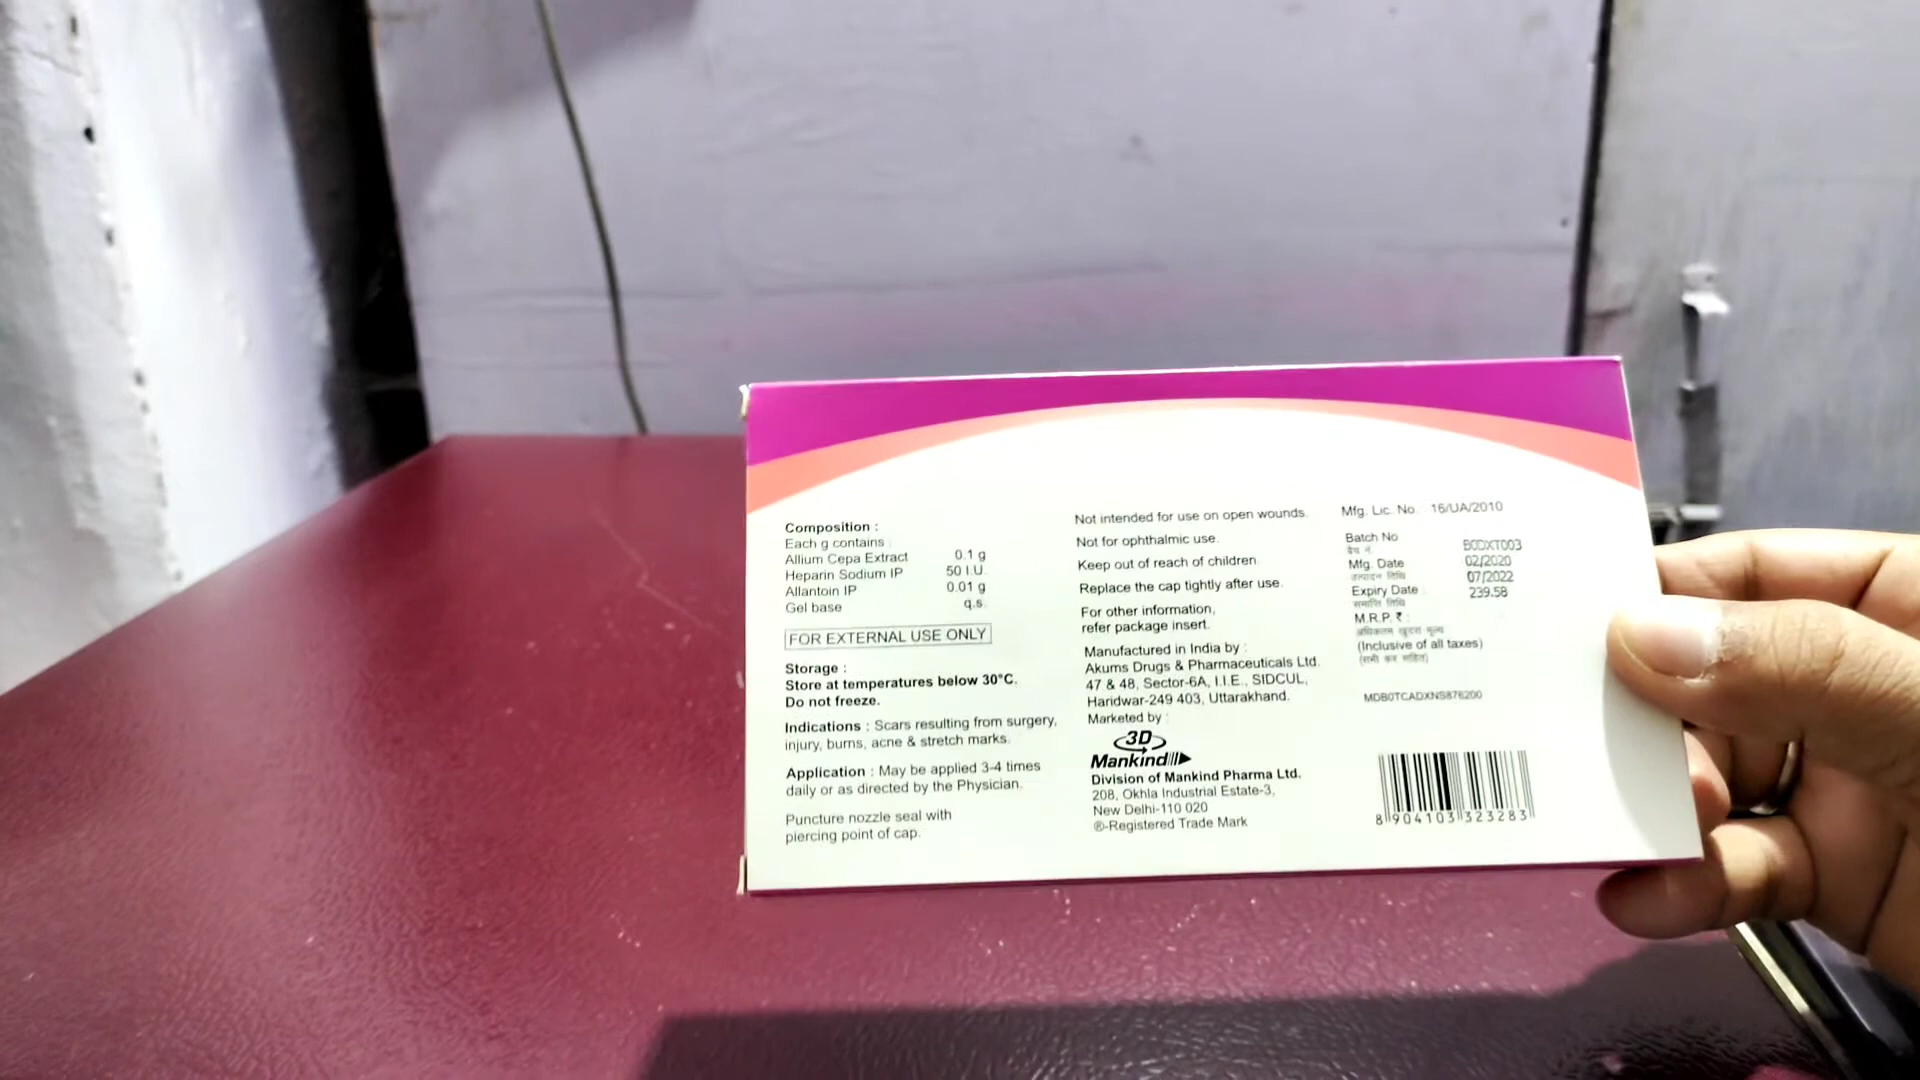 Composition :
Each g contains :
Allium Cepa Extract 0.1 g
Heparin Sodium IP 50 I.U.
Allantoin IP 0.01 g
Gel base q.s.
FOR EXTERNAL USE ONLY
Storage :
Store at temperatures below 30°C.
Do not freeze.
Indications : Scars resulting from surgery,
injury, burns, acne & stretch marks.
Application : May be applied 3-4 times
daily or as directed by the Physician.
Puncture nozzle seal with
piercing point of cap.
Not intended for use on open wounds.
Not for ophthalmic use.
Keep out of reach of children.
Replace the cap tightly after use.
For other information,
refer package insert.
Manufactured in India by :
Akums Drugs & Pharmaceuticals Ltd.
47 & 48, Sector-6A, I.I.E., SIDCUL,
Haridwar-249 403, Uttarakhand.
Marketed by :
3D
Mankind
Division of Mankind Pharma Ltd.
208, Okhla Industrial Estate-3,
New Delhi-110 020
®-Registered Trade Mark
Mfg. Lic. No. : 16/UA/2010
Batch No B0DXT003
बैच नं.
Mfg. Date 02/2020
उत्पादन तिथि
Expiry Date : 07/2022
समाप्ति तिथि
M.R.P. ₹ : 239.58
अधिकतम खुदरा मूल्य
(Inclusive of all taxes)
(सभी कर सहित)
MDB0TCADXNS876200
8 904103 323283